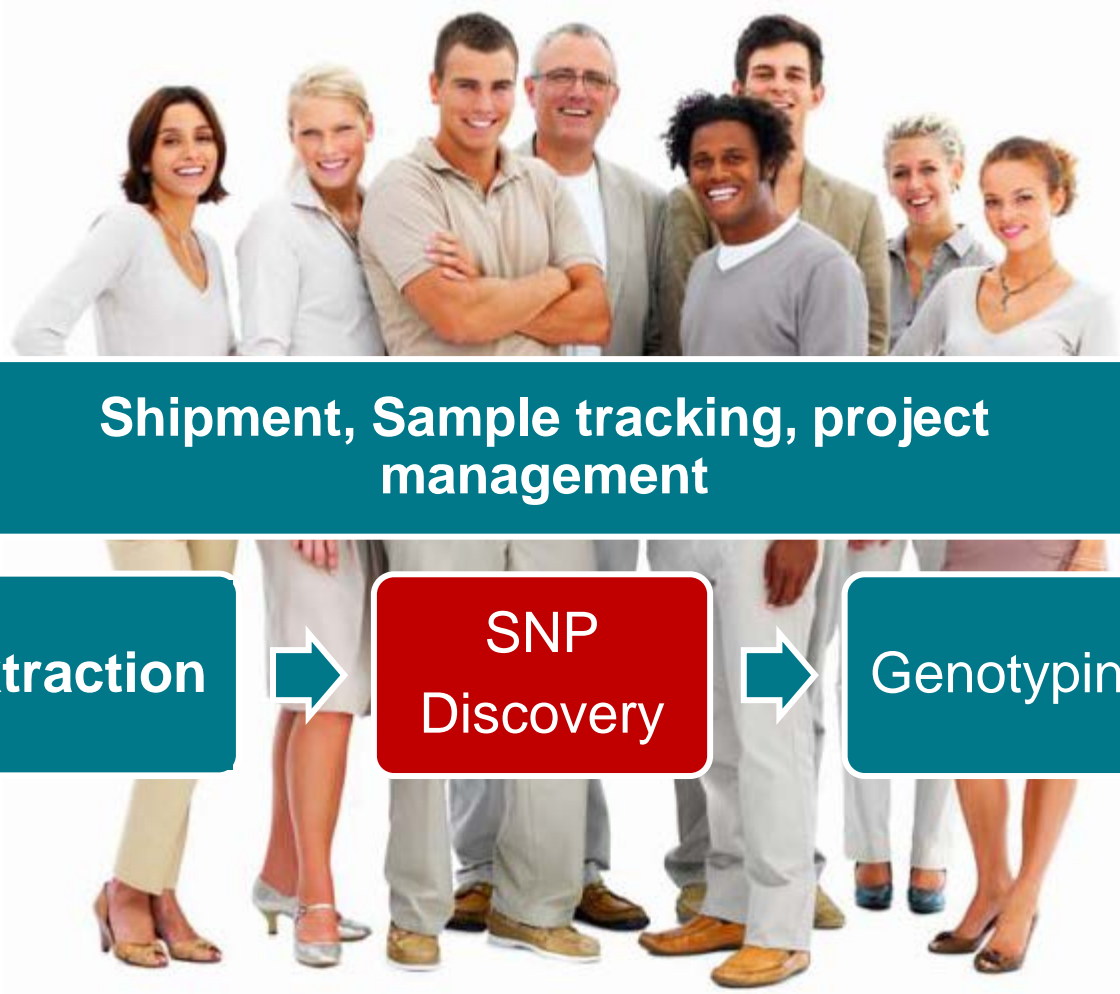 Shipment, Sample tracking, project
management
traction
SNP
Discovery
Genotypin